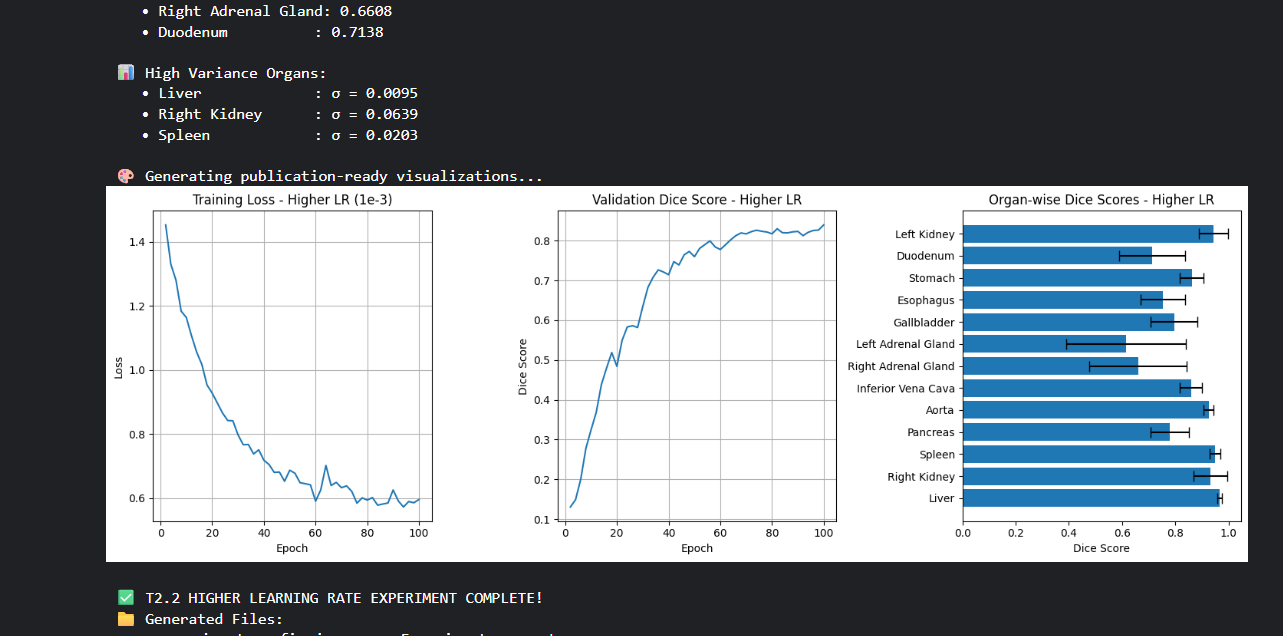 • Right Adrenal Gland: 0.6608
• Duodenum : 0.7138
📊 High Variance Organs:
• Liver : σ = 0.0095
• Right Kidney : σ = 0.0639
• Spleen : σ = 0.0203
🎨 Generating publication-ready visualizations...
Training Loss - Higher LR (1e-3)
Loss
1.4
1.2
1.0
0.8
0.6
0 20 40 60 80 100
Epoch
Validation Dice Score - Higher LR
Dice Score
0.8
0.7
0.6
0.5
0.4
0.3
0.2
0.1
0 20 40 60 80 100
Epoch
Organ-wise Dice Scores - Higher LR
Left Kidney
Duodenum
Stomach
Esophagus
Gallbladder
Left Adrenal Gland
Right Adrenal Gland
Inferior Vena Cava
Aorta
Pancreas
Spleen
Right Kidney
Liver
0.0 0.2 0.4 0.6 0.8 1.0
Dice Score
✅ T2.2 HIGHER LEARNING RATE EXPERIMENT COMPLETE!
📁 Generated Files: